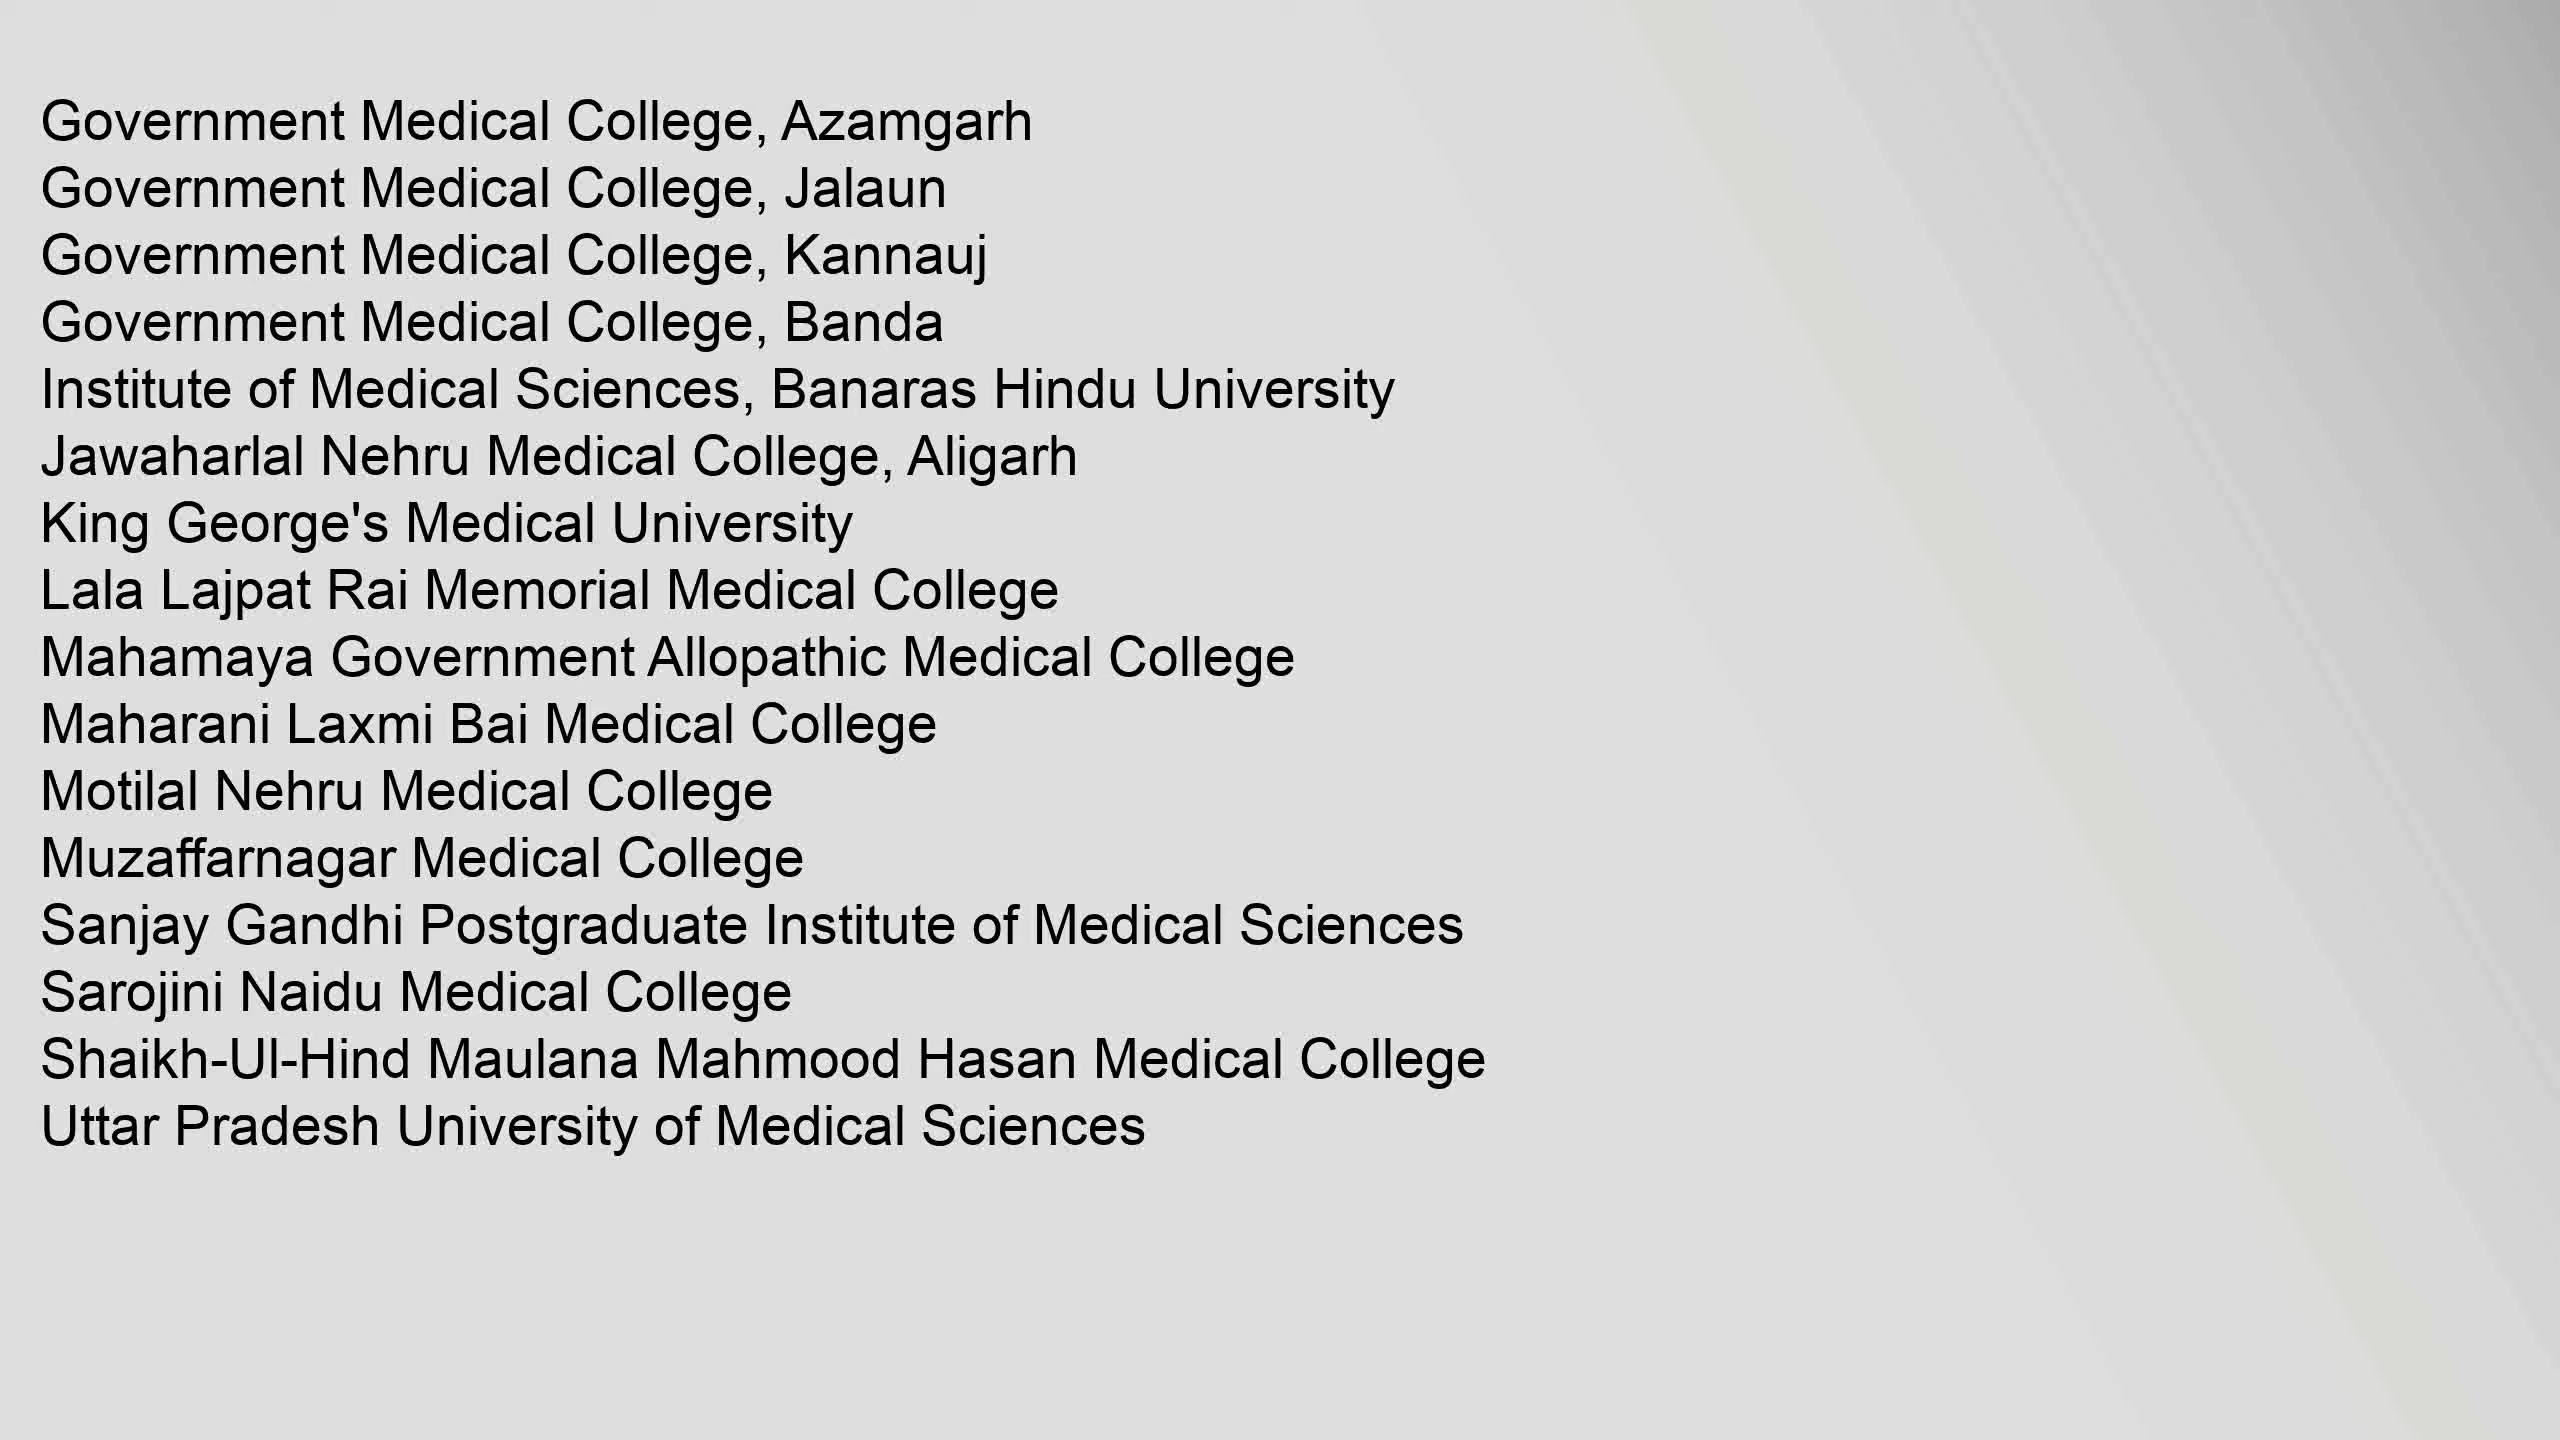 Government Medical College, Azamgarh
Government Medical College, Jalaun
Government Medical College, Kannauj
Government Medical College, Banda
Institute of Medical Sciences, Banaras Hindu University
Jawaharlal Nehru Medical College, Aligarh
King George's Medical University
Lala Lajpat Rai Memorial Medical College
Mahamaya Government Allopathic Medical College
Maharani Laxmi Bai Medical College
Motilal Nehru Medical College
Muzaffarnagar Medical College
Sanjay Gandhi Postgraduate Institute of Medical Sciences
Sarojini Naidu Medical College
Shaikh-Ul-Hind Maulana Mahmood Hasan Medical College
Uttar Pradesh University of Medical Sciences